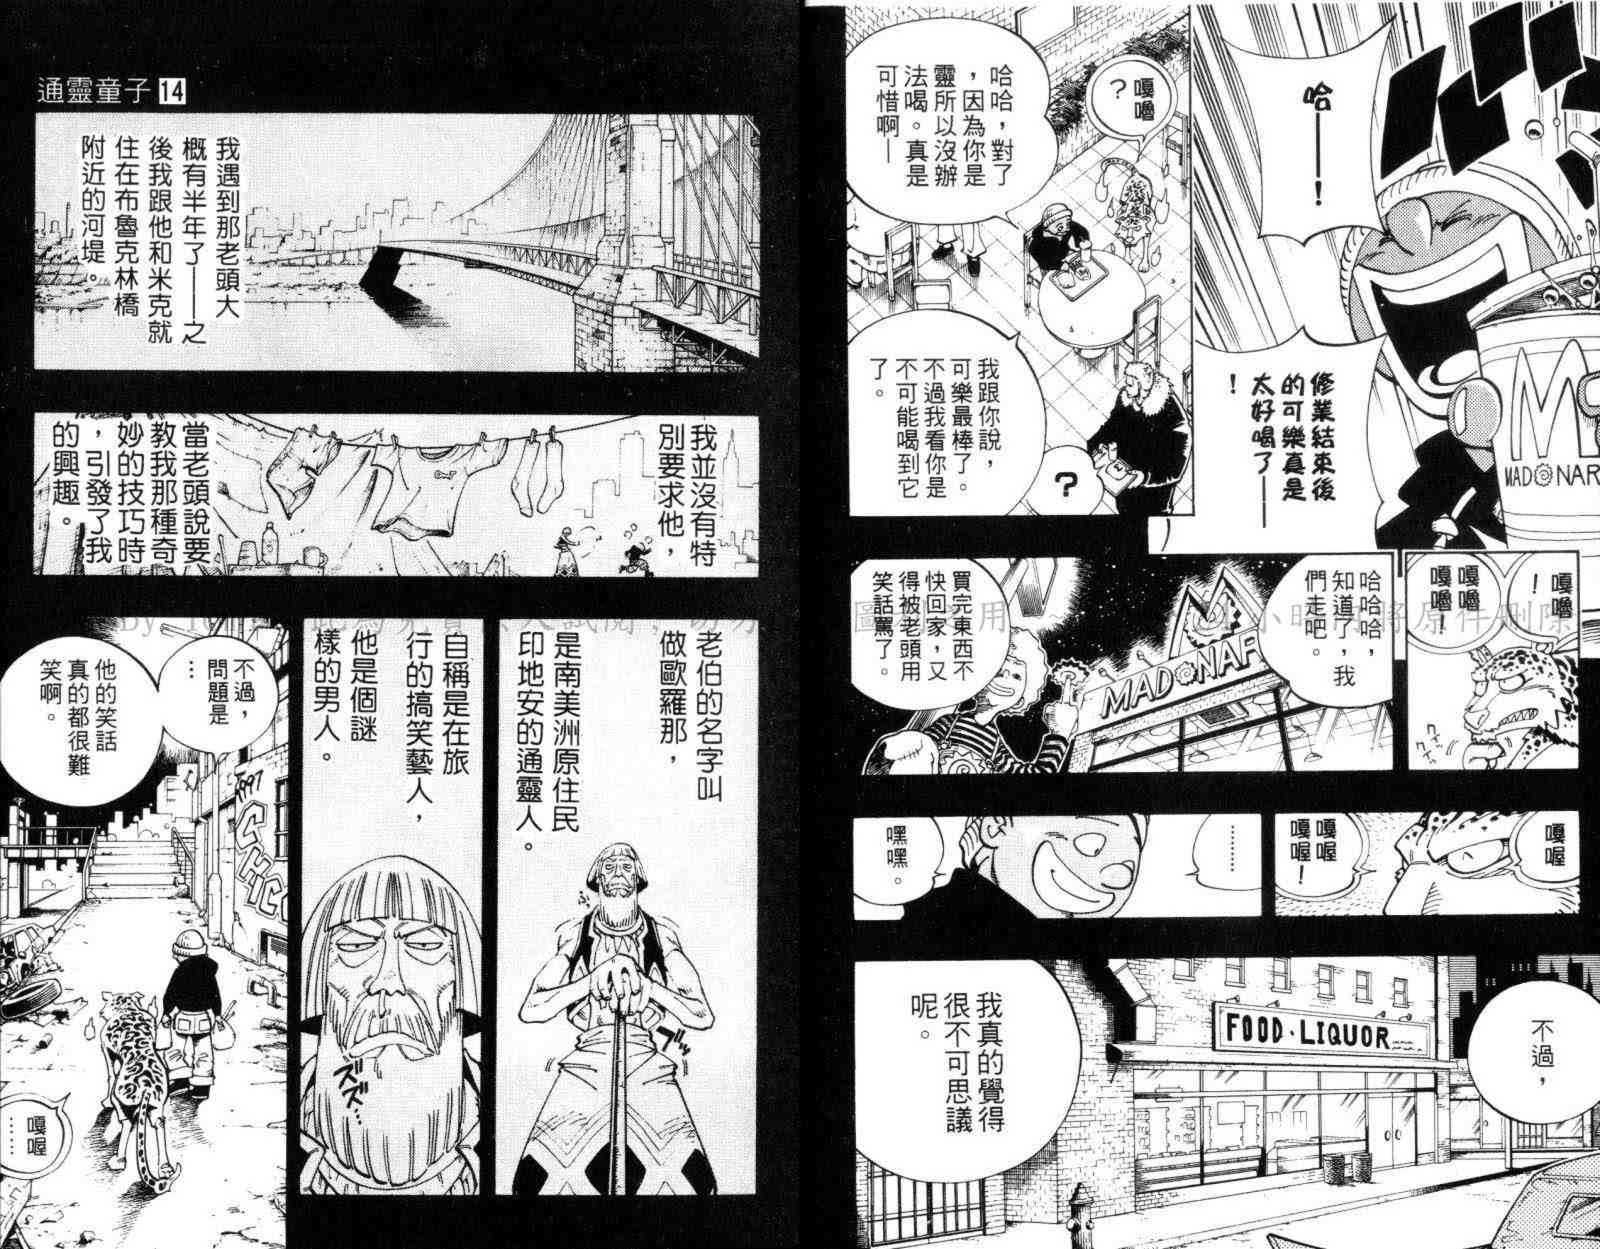 哈——！
修業結束後
的可樂真是
太好喝了——
！
MADONAR
嘎嚕
？
哈哈，對了
，因為你是
靈所以沒辦
法喝。真是
可惜啊—
我跟你說，
可樂最棒了。
不過我看你是
不可能喝到它
了。
？
嘎嚕
！
嘎嚕
嘎嚕！
哈哈哈，
知道了，我
們走吧。
MADONAR
買完東西不
快回家，又
得被老頭用
笑話罵了。
嘎喔
嘎喔
嘎喔！
……
嘿嘿。
不過，
FOOD·LIQUOR
我真的覺得
很不可思議
呢。
通靈童子14
我遇到那老頭大
概有半年了——之
後我跟他和米克就
住在布魯克林橋
附近的河堤。
我並沒有特
別要求他，
當老頭說要
教我那種奇
妙的技巧時
，引發了我
的興趣。
老伯的名字叫
做歐羅那，
是南美洲原住民
印地安的通靈人。
自稱是在旅
行的搞笑藝人，
他是個謎
樣的男人。
ズズ…
不過，
問題是
…
他的笑話
真的都很難
笑啊。
嘎喔
……